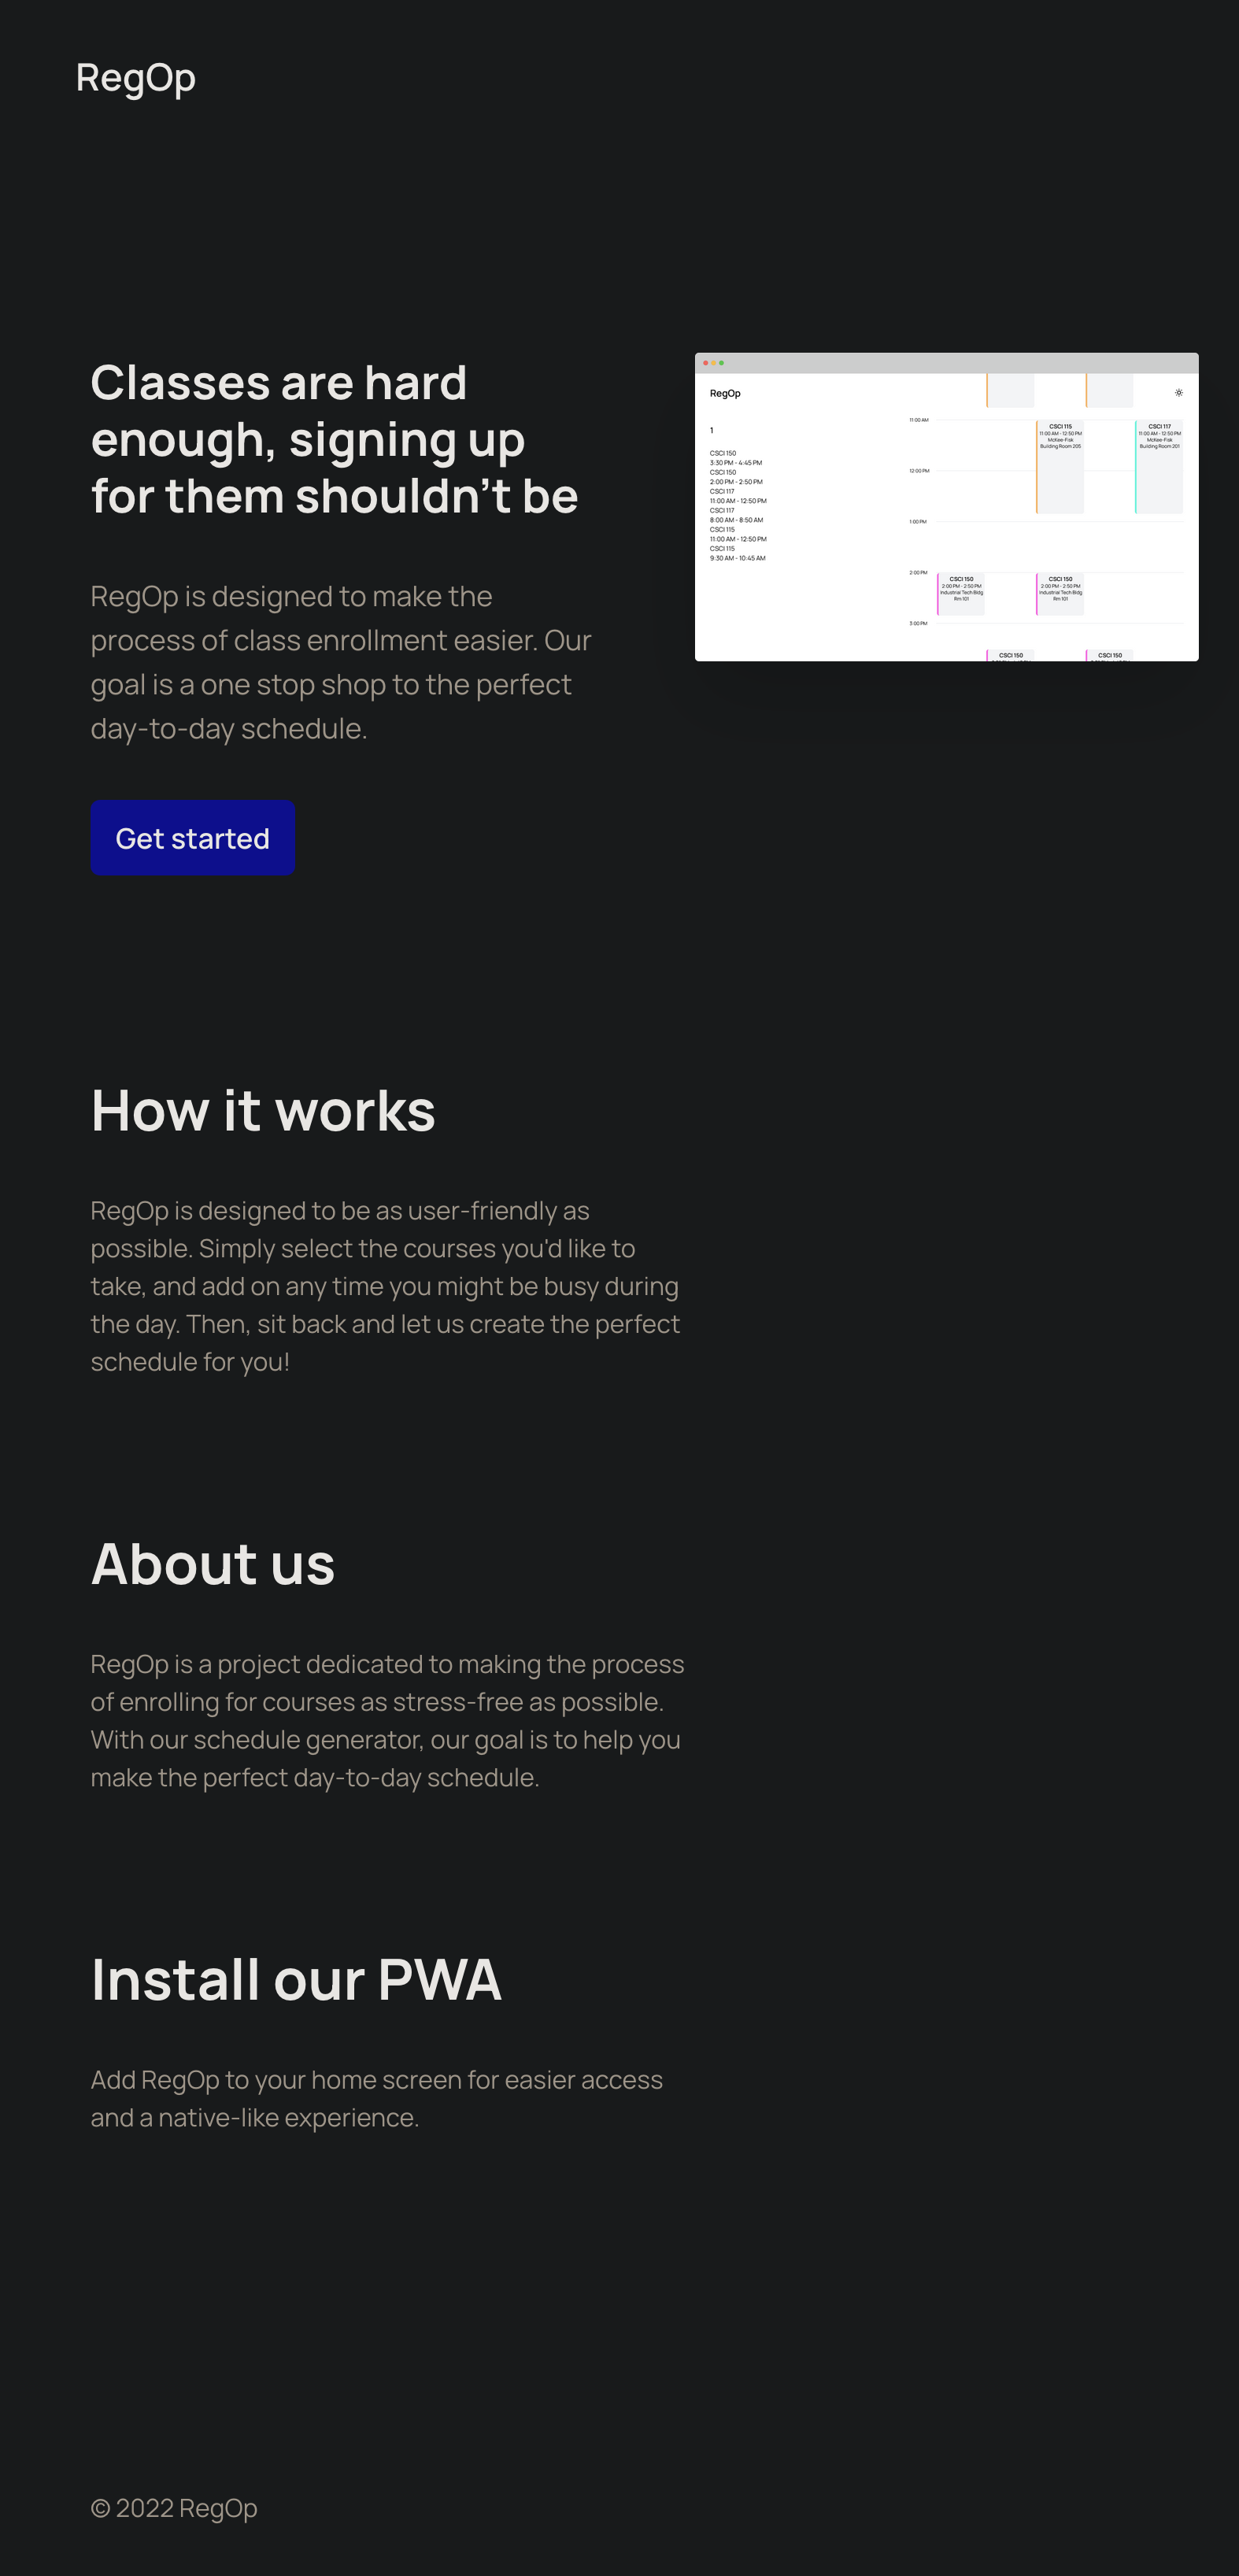 RegOp
Classes are hard
enough, signing up
for them shouldn't be
RegOp is designed to make the
process of class enrollment easier. Our
goal is a one stop shop to the perfect
day-to-day schedule.
Get started
RegOp
1
CSCI 150
3:30 PM - 4:45 PM
CSCI 150
2:00 PM - 2:50 PM
CSCI 117
11:00 AM - 12:50 PM
CSCI 117
8:00 AM - 8:50 AM
CSCI 115
11:00 AM - 12:50 PM
CSCI 115
9:30 AM - 10:45 AM
11:00 AM
CSCI 115
11:00 AM - 12:50 PM
McKee-Fisk
Building Room 205
CSCI 117
11:00 AM - 12:50 PM
McKee-Fisk
Building Room 201
12:00 PM
1:00 PM
2:00 PM
CSCI 150
2:00 PM - 2:50 PM
Industrial Tech Bldg
Rm 101
CSCI 150
2:00 PM - 2:50 PM
Industrial Tech Bldg
Rm 101
3:00 PM
CSCI 150
CSCI 150
How it works
RegOp is designed to be as user-friendly as
possible. Simply select the courses you'd like to
take, and add on any time you might be busy during
the day. Then, sit back and let us create the perfect
schedule for you!
About us
RegOp is a project dedicated to making the process
of enrolling for courses as stress-free as possible.
With our schedule generator, our goal is to help you
make the perfect day-to-day schedule.
Install our PWA
Add RegOp to your home screen for easier access
and a native-like experience.
© 2022 RegOp